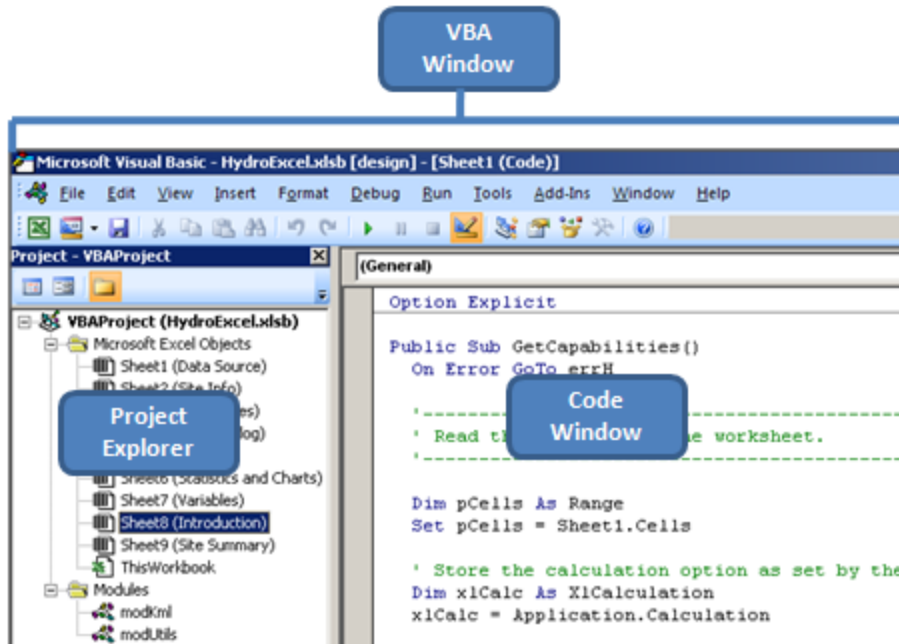 VBA
Window
Microsoft Visual Basic - HydroExcel.xlsb [design] - [Sheet1 (Code)]
File Edit View Insert Format Debug Run Tools Add-Ins Window Help
Project - VBAProject
(General)
VBAProject (HydroExcel.xlsb)
Microsoft Excel Objects
Sheet1 (Data Source)
Sheet2 (Site Info)
Project
Explorer
Sheet6 (Statistics and Charts)
Sheet7 (Variables)
Sheet8 (Introduction)
Sheet9 (Site Summary)
ThisWorkbook
Modules
modKml
modUtils
Option Explicit
Public Sub GetCapabilities()
On Error GoTo errH
Code
Window
'
' Read the worksheet.
'
Dim pCells As Range
Set pCells = Sheet1.Cells
' Store the calculation option as set by the
Dim xlCalc As XlCalculation
xlCalc = Application.Calculation